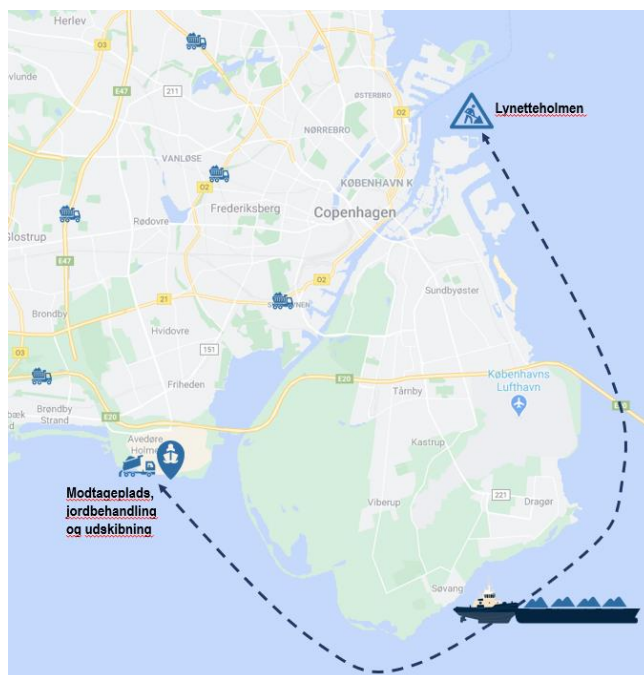 Herlev
O3
E47
211
ØSTERBRO
O2
Lynetteholmen
NØRREBRO
VANLØSE
KØBENHAVN K
O2
Frederiksberg
Copenhagen
Rødovre
Glostrup
E47
Sundbyøster
O2
21
Brøndby
Hvidovre
151
O3
Friheden
E20
Københavns
Lufthavn
Tårnby
Brøndby
Strand
E20
Avedøre
Holme
Kastrup
Modtageplads,
jordbehandling
og udskibning
221
Viberup
Dragør
Søvang